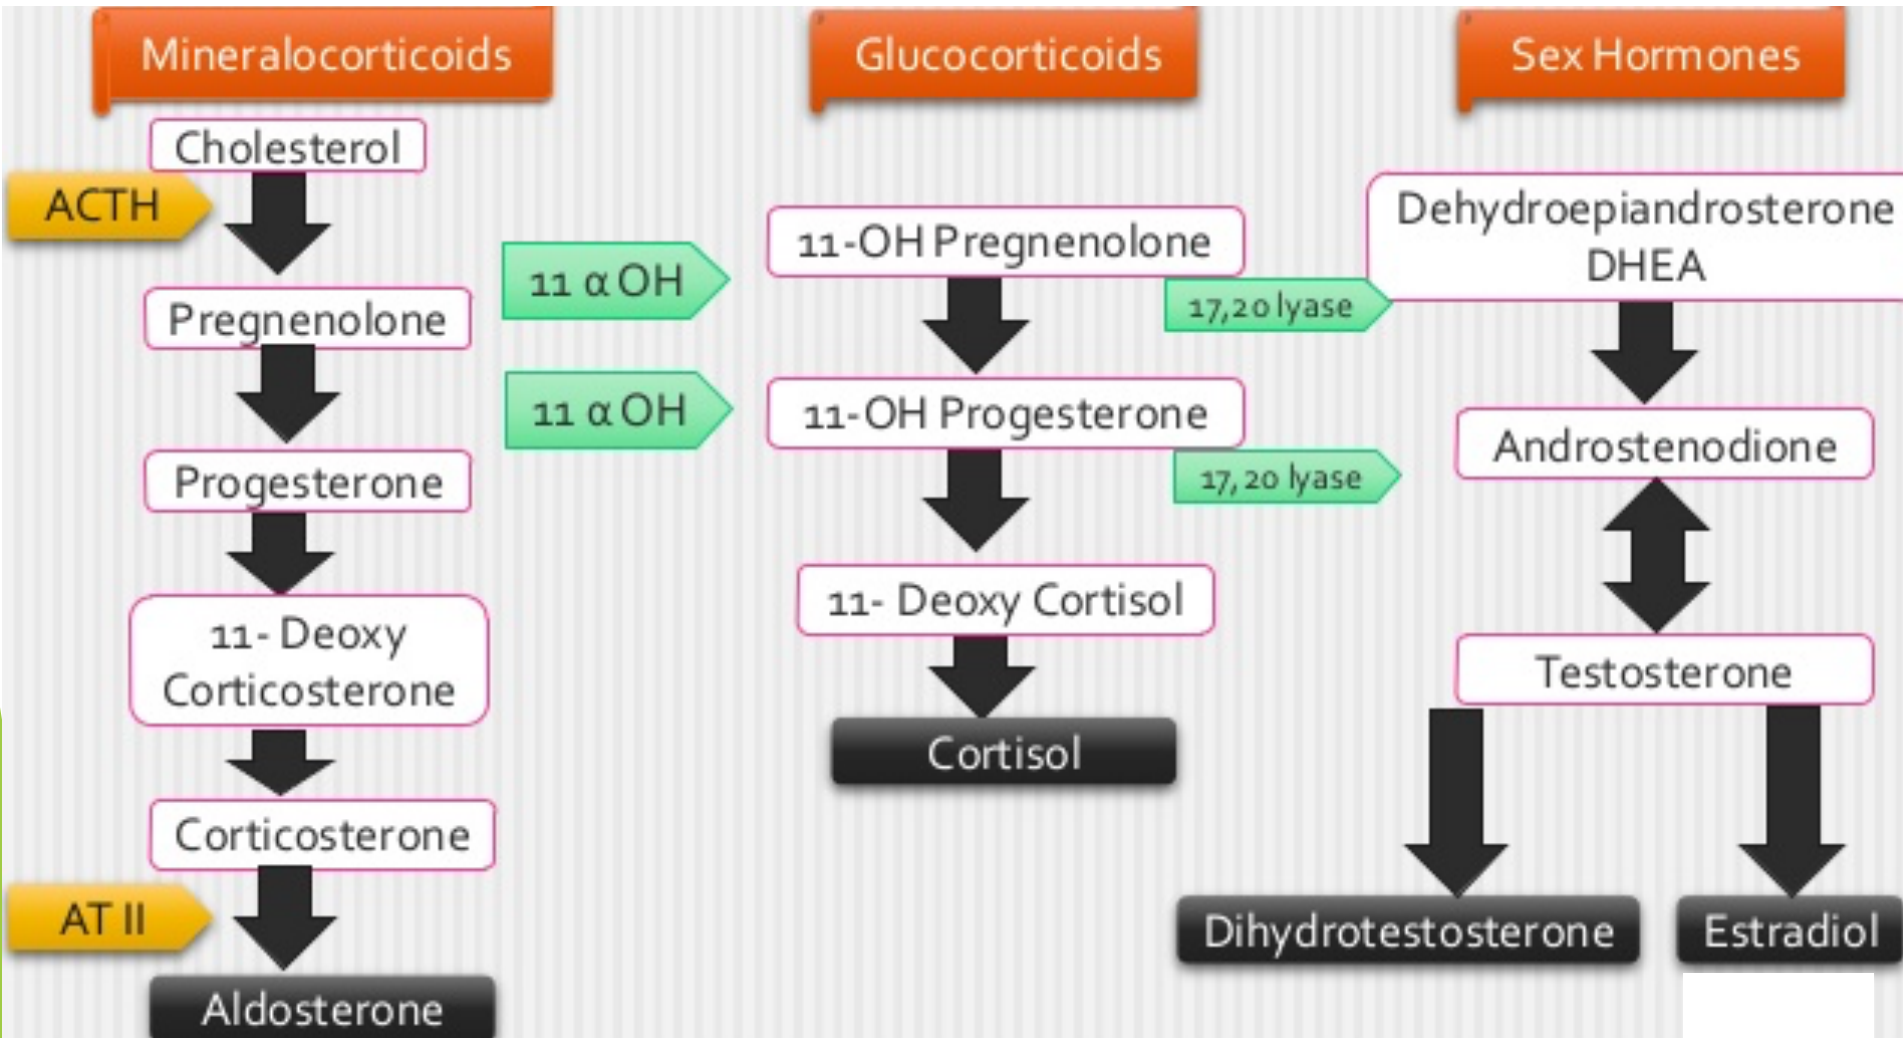 Mineralocorticoids
Cholesterol
ACTH
Pregnenolone
Progesterone
11- Deoxy
Corticosterone
Corticosterone
AT II
Aldosterone
Glucocorticoids
11 α OH
11-OH Pregnenolone
11 α OH
11-OH Progesterone
11- Deoxy Cortisol
Cortisol
Sex Hormones
17,20 lyase
Dehydroepiandrosterone
DHEA
17, 20 lyase
Androstenodione
Testosterone
Dihydrotestosterone
Estradiol